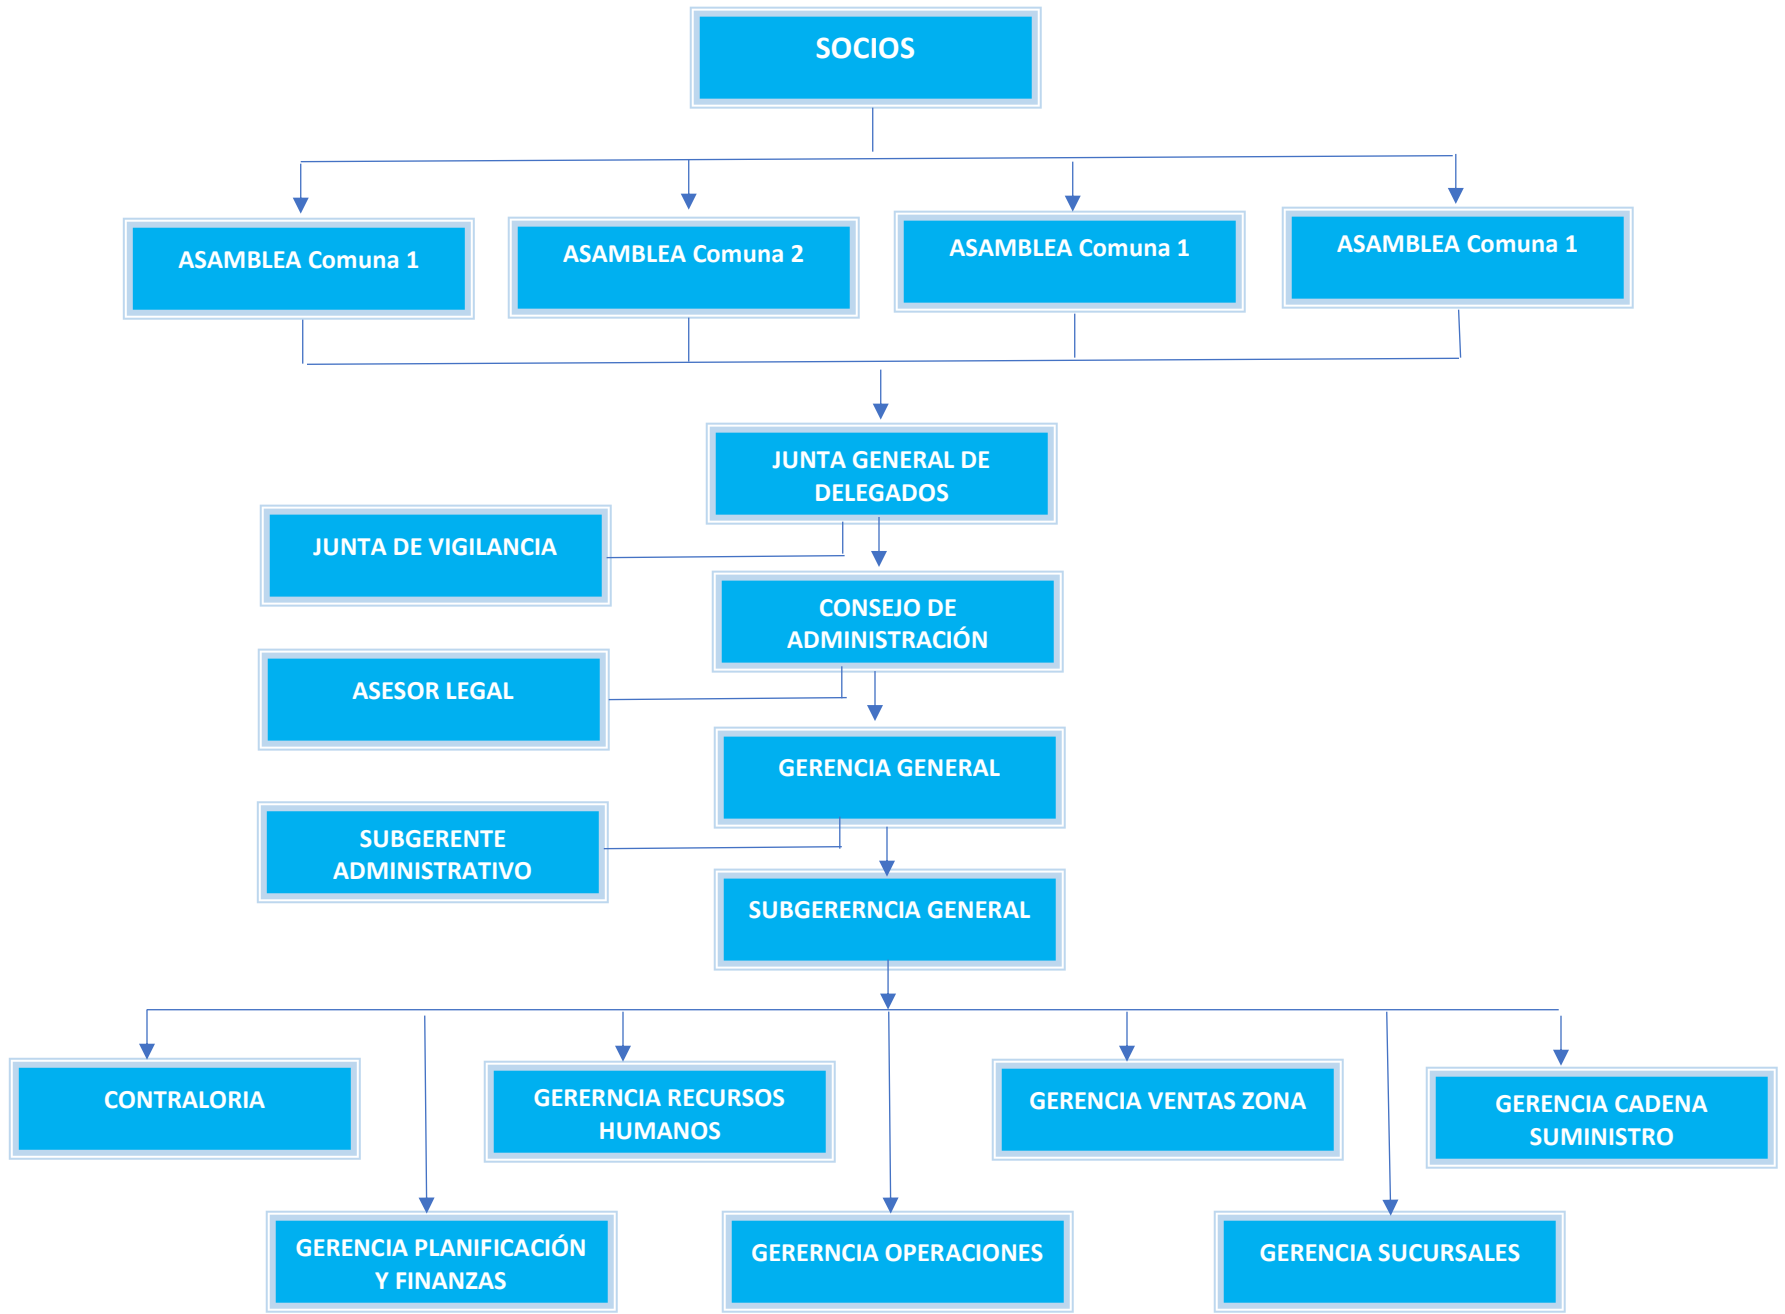 SOCIOS
ASAMBLEA Comuna 1
ASAMBLEA Comuna 2
ASAMBLEA Comuna 1
ASAMBLEA Comuna 1
JUNTA GENERAL DE
DELEGADOS
JUNTA DE VIGILANCIA
CONSEJO DE
ADMINISTRACIÓN
ASESOR LEGAL
GERENCIA GENERAL
SUBGERENTE
ADMINISTRATIVO
SUBGERERNCIA GENERAL
CONTRALORIA
GERERNCIA RECURSOS
HUMANOS
GERENCIA VENTAS ZONA
GERENCIA CADENA
SUMINISTRO
GERENCIA PLANIFICACIÓN
Y FINANZAS
GERERNCIA OPERACIONES
GERENCIA SUCURSALES